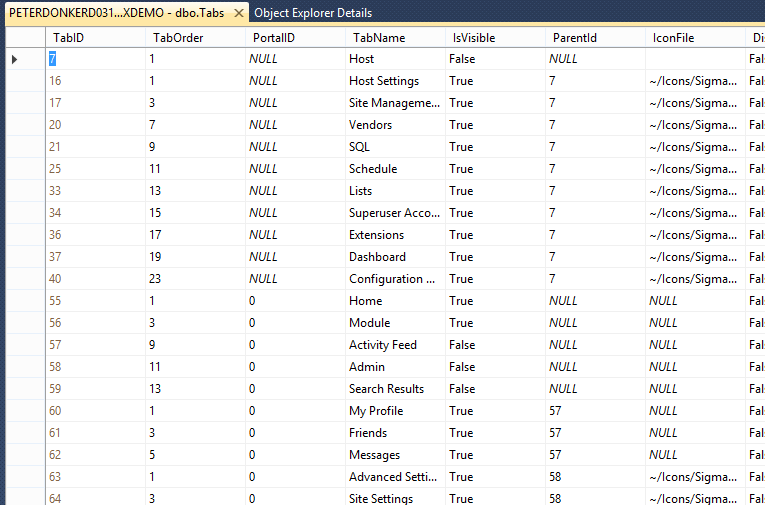 PETERDONKERD031...XDEMO - dbo.Tabs Object Explorer Details
TabID TabOrder PortalID TabName IsVisible ParentId IconFile Di
7 1 NULL Host False NULL Fal
16 1 NULL Host Settings True 7 ~/Icons/Sigma... Fal
17 3 NULL Site Manageme... True 7 ~/Icons/Sigma... Fal
20 7 NULL Vendors True 7 ~/Icons/Sigma... Fal
21 9 NULL SQL True 7 ~/Icons/Sigma... Fal
25 11 NULL Schedule True 7 ~/Icons/Sigma... Fal
33 13 NULL Lists True 7 ~/Icons/Sigma... Fal
34 15 NULL Superuser Acco... True 7 ~/Icons/Sigma... Fal
36 17 NULL Extensions True 7 ~/Icons/Sigma... Fal
37 19 NULL Dashboard True 7 ~/Icons/Sigma... Fal
40 23 NULL Configuration ... True 7 ~/Icons/Sigma... Fal
55 1 0 Home True NULL NULL Fal
56 3 0 Module True NULL NULL Fal
57 9 0 Activity Feed False NULL NULL Fal
58 11 0 Admin False NULL NULL Fal
59 13 0 Search Results False NULL NULL Fal
60 1 0 My Profile True 57 NULL Fal
61 3 0 Friends True 57 NULL Fal
62 5 0 Messages True 57 NULL Fal
63 1 0 Advanced Setti... True 58 ~/Icons/Sigma... Fal
64 3 0 Site Settings True 58 ~/Icons/Sigma... Fal